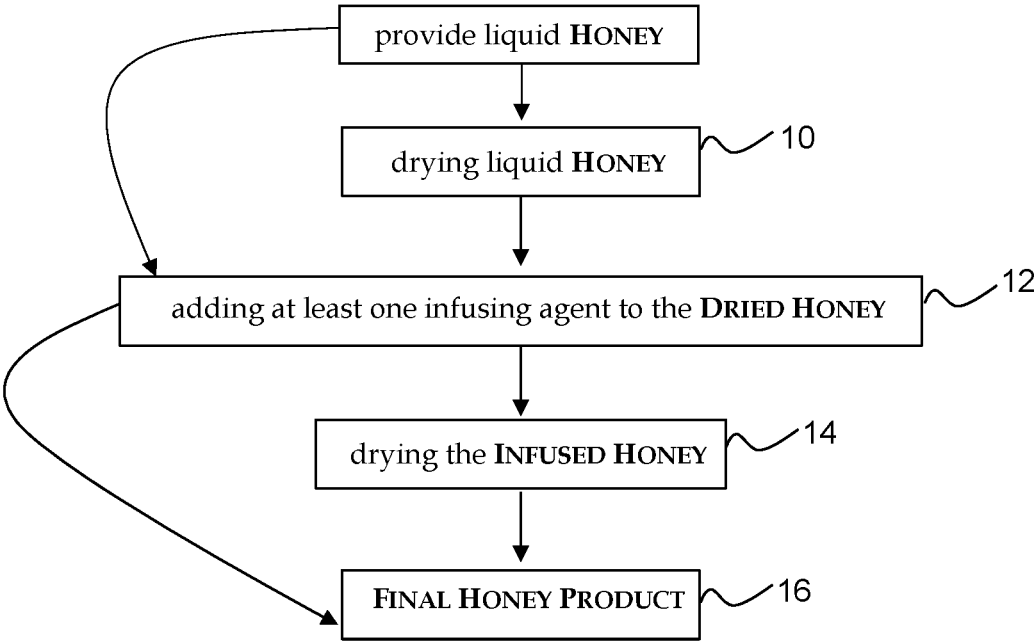 provide liquid HONEY
drying liquid HONEY
10
adding at least one infusing agent to the DRIED HONEY
12
drying the INFUSED HONEY
14
FINAL HONEY PRODUCT
16